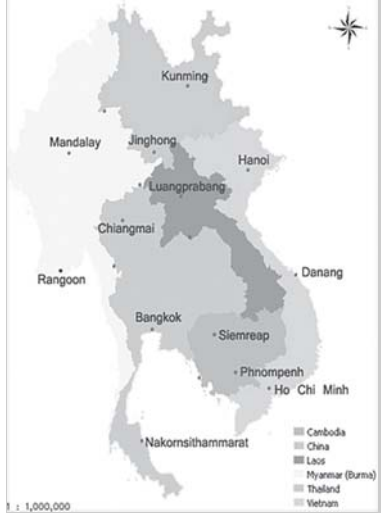 Kunming
Jinghong
Mandalay
Hanoi
Luangprabang
Chiangmai
Rangoon
Danang
Bangkok
Siemreap
Phnompenh
Ho Chi Minh
Nakornsithammarat
Cambodia
China
Laos
Myanmar (Burma)
Thailand
Vietnam
1 : 1,000,000